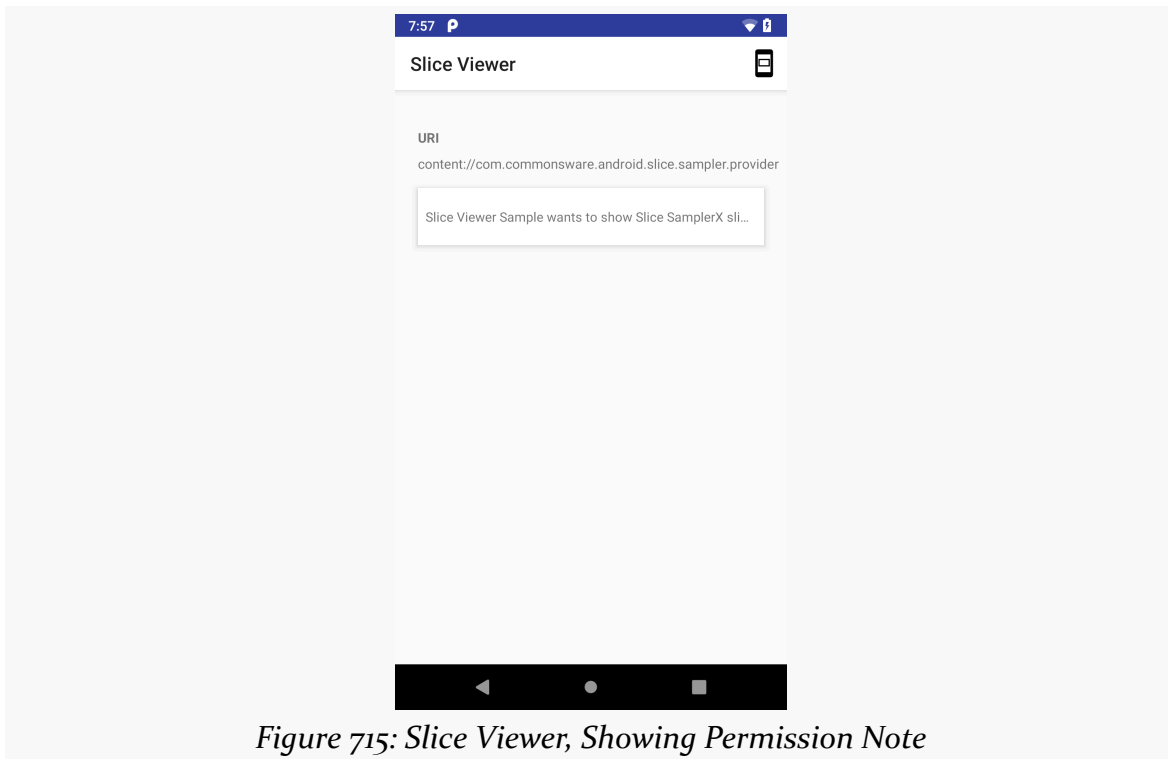 7:57
Slice Viewer
URI
content://com.commonsware.android.slice.sampler.provider
Slice Viewer Sample wants to show Slice SamplerX sli...
Figure 715: Slice Viewer, Showing Permission Note